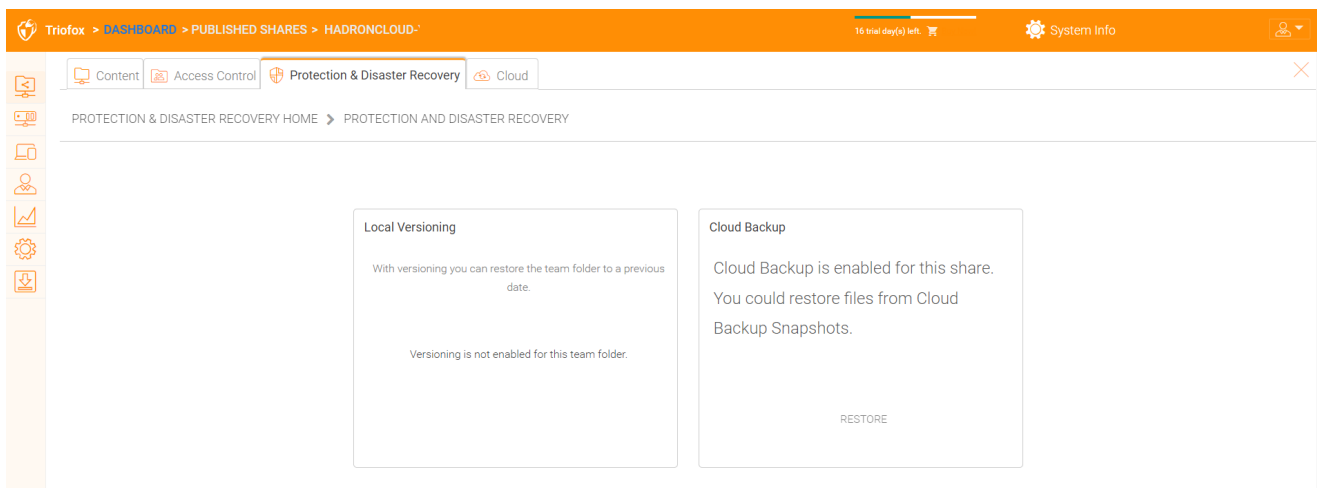 Triofox > DASHBOARD > PUBLISHED SHARES > HADRONCLOUD-'
16 trial day(s) left.
System Info
Content
Access Control
Protection & Disaster Recovery
Cloud
PROTECTION & DISASTER RECOVERY HOME > PROTECTION AND DISASTER RECOVERY
Local Versioning
With versioning you can restore the team folder to a previous
date.
Versioning is not enabled for this team folder.
Cloud Backup
Cloud Backup is enabled for this share.
You could restore files from Cloud
Backup Snapshots.
RESTORE